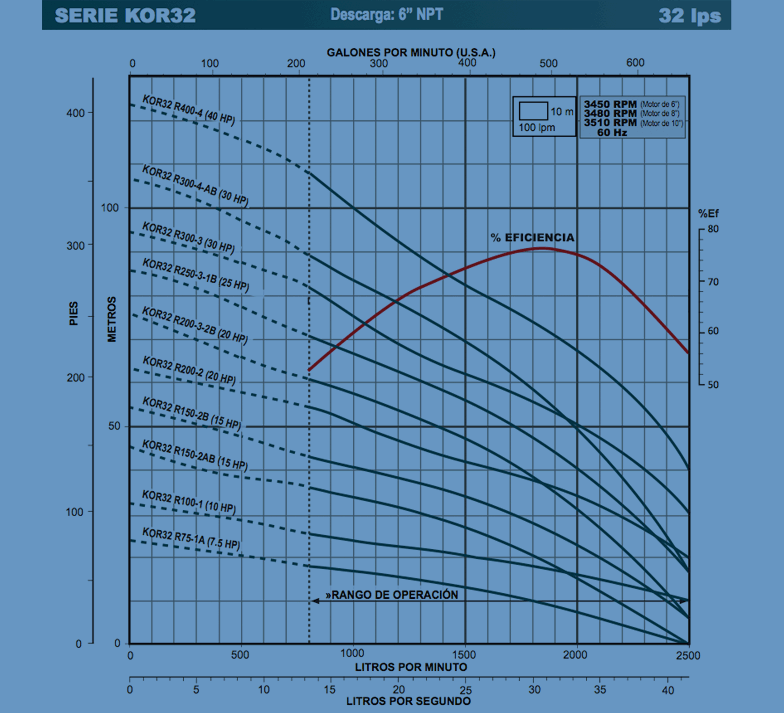 SERIE KOR32
Descarga: 6” NPT
32 lps
GALONES POR MINUTO (U.S.A.)
0 100 200 300 400 500 600
KOR32 R400-4 (40 HP)
3450 RPM (Motor de 6")
3480 RPM (Motor de 8")
3510 RPM (Motor de 10")
60 Hz
10 m
100 lpm
400
KOR32 R300-4-AB (30 HP)
100
%Ef
80
KOR32 R300-3 (30 HP)
% EFICIENCIA
300
KOR32 R250-3-1B (25 HP)
70
PIES
METROS
KOR32 R200-3-2B (20 HP)
60
KOR32 R200-2 (20 HP)
200
50
KOR32 R150-2B (15 HP)
50
KOR32 R150-2AB (15 HP)
KOR32 R100-1 (10 HP)
100
KOR32 R75-1A (7.5 HP)
»RANGO DE OPERACIÓN
0
0
0 500 1000 1500 2000 2500
LITROS POR MINUTO
0 5 10 15 20 25 30 35 40
LITROS POR SEGUNDO